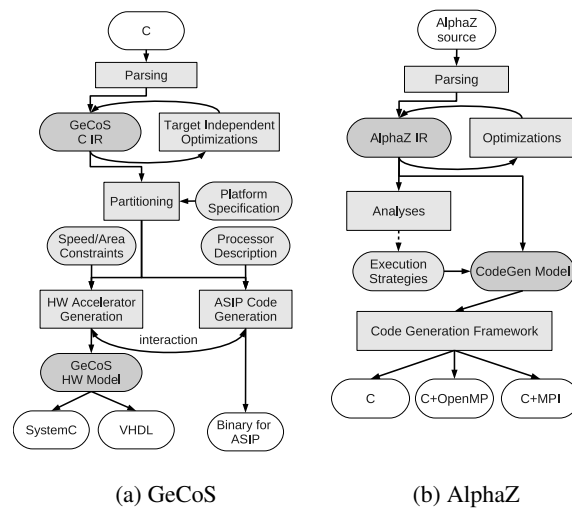 C
Parsing
GeCoS
C IR
Target Independent
Optimizations
Partitioning
Platform
Specification
Speed/Area
Constraints
Processor
Description
HW Accelerator
Generation
ASIP Code
Generation
interaction
GeCoS
HW Model
SystemC
VHDL
Binary for
ASIP
(a) GeCoS
AlphaZ
source
Parsing
AlphaZ IR
Optimizations
Analyses
Execution
Strategies
CodeGen Model
Code Generation Framework
C
C+OpenMP
C+MPI
(b) AlphaZ